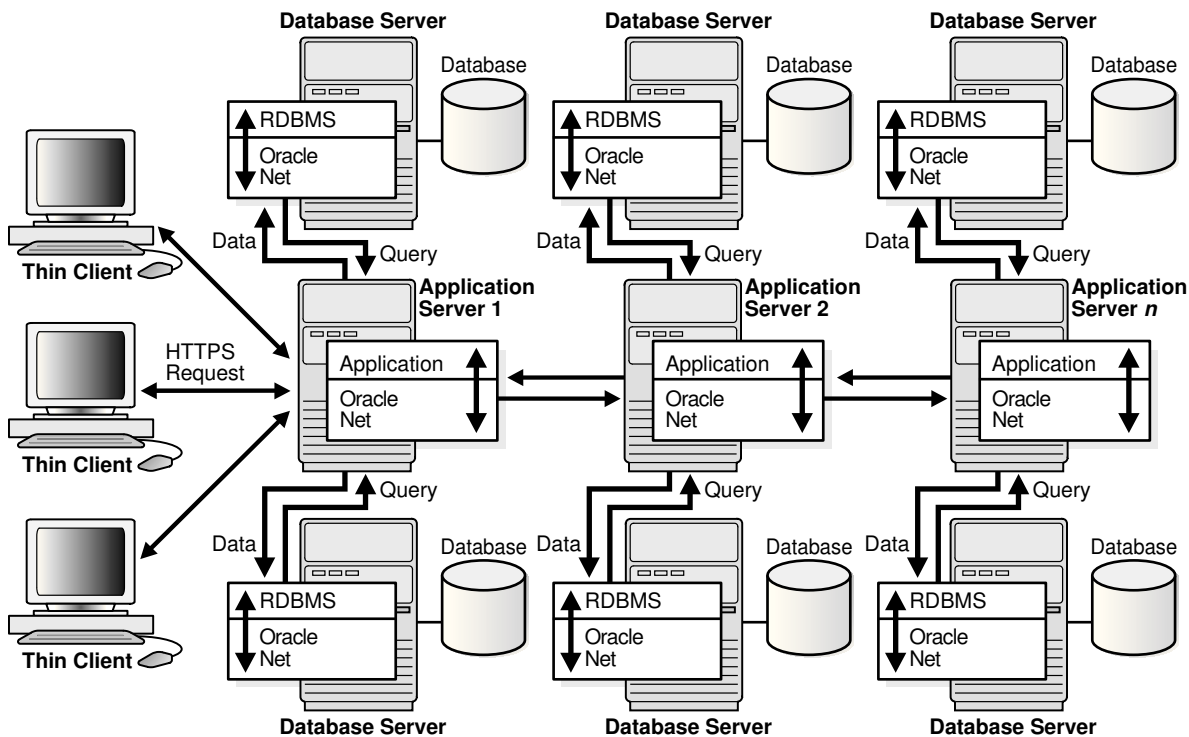 Database Server
Database Server
Database Server
Database
Database
Database
RDBMS
Oracle
Net
RDBMS
Oracle
Net
RDBMS
Oracle
Net
Thin Client
Data
Query
Data
Query
Data
Query
Application
Server 1
Application
Server 2
Application
Server n
HTTPS
Request
Application
Oracle
Net
Application
Oracle
Net
Application
Oracle
Net
Thin Client
Query
Query
Query
Data
Data
Data
Database
Database
Database
RDBMS
Oracle
Net
RDBMS
Oracle
Net
RDBMS
Oracle
Net
Thin Client
Database Server
Database Server
Database Server